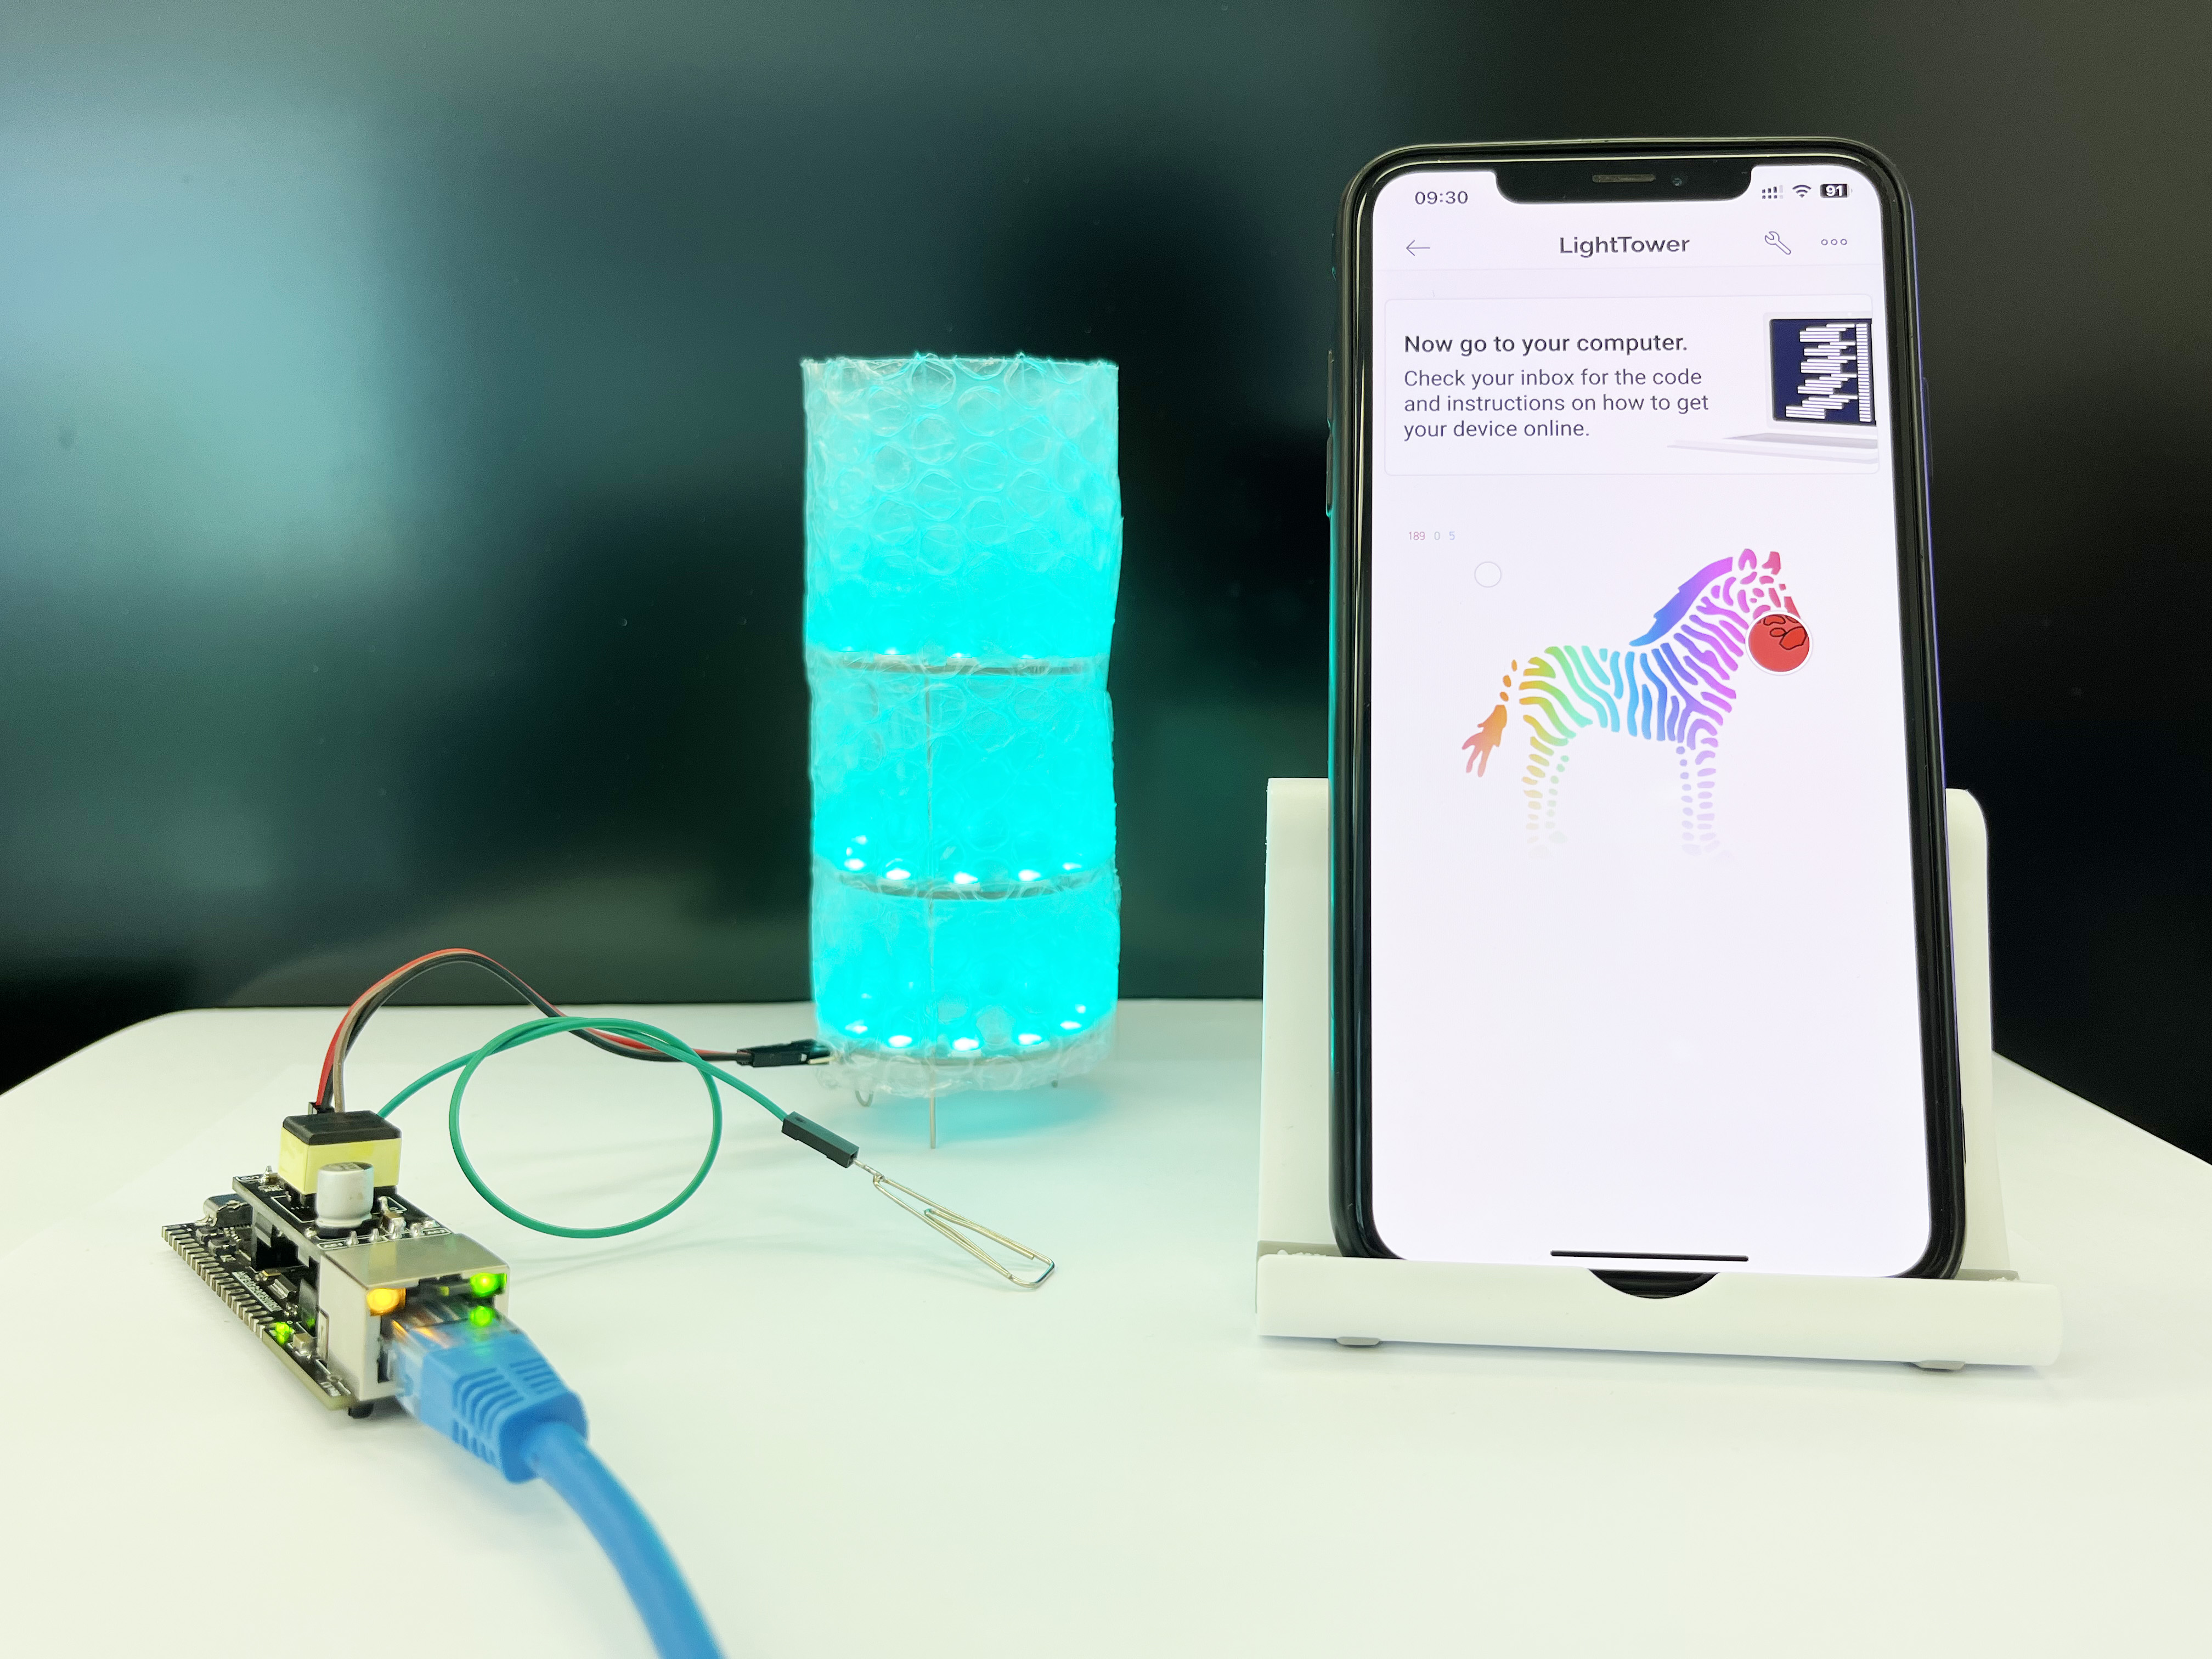 09:30
91
LightTower
Now go to your computer.
Check your inbox for the code
and instructions on how to get
your device online.
189 0 5